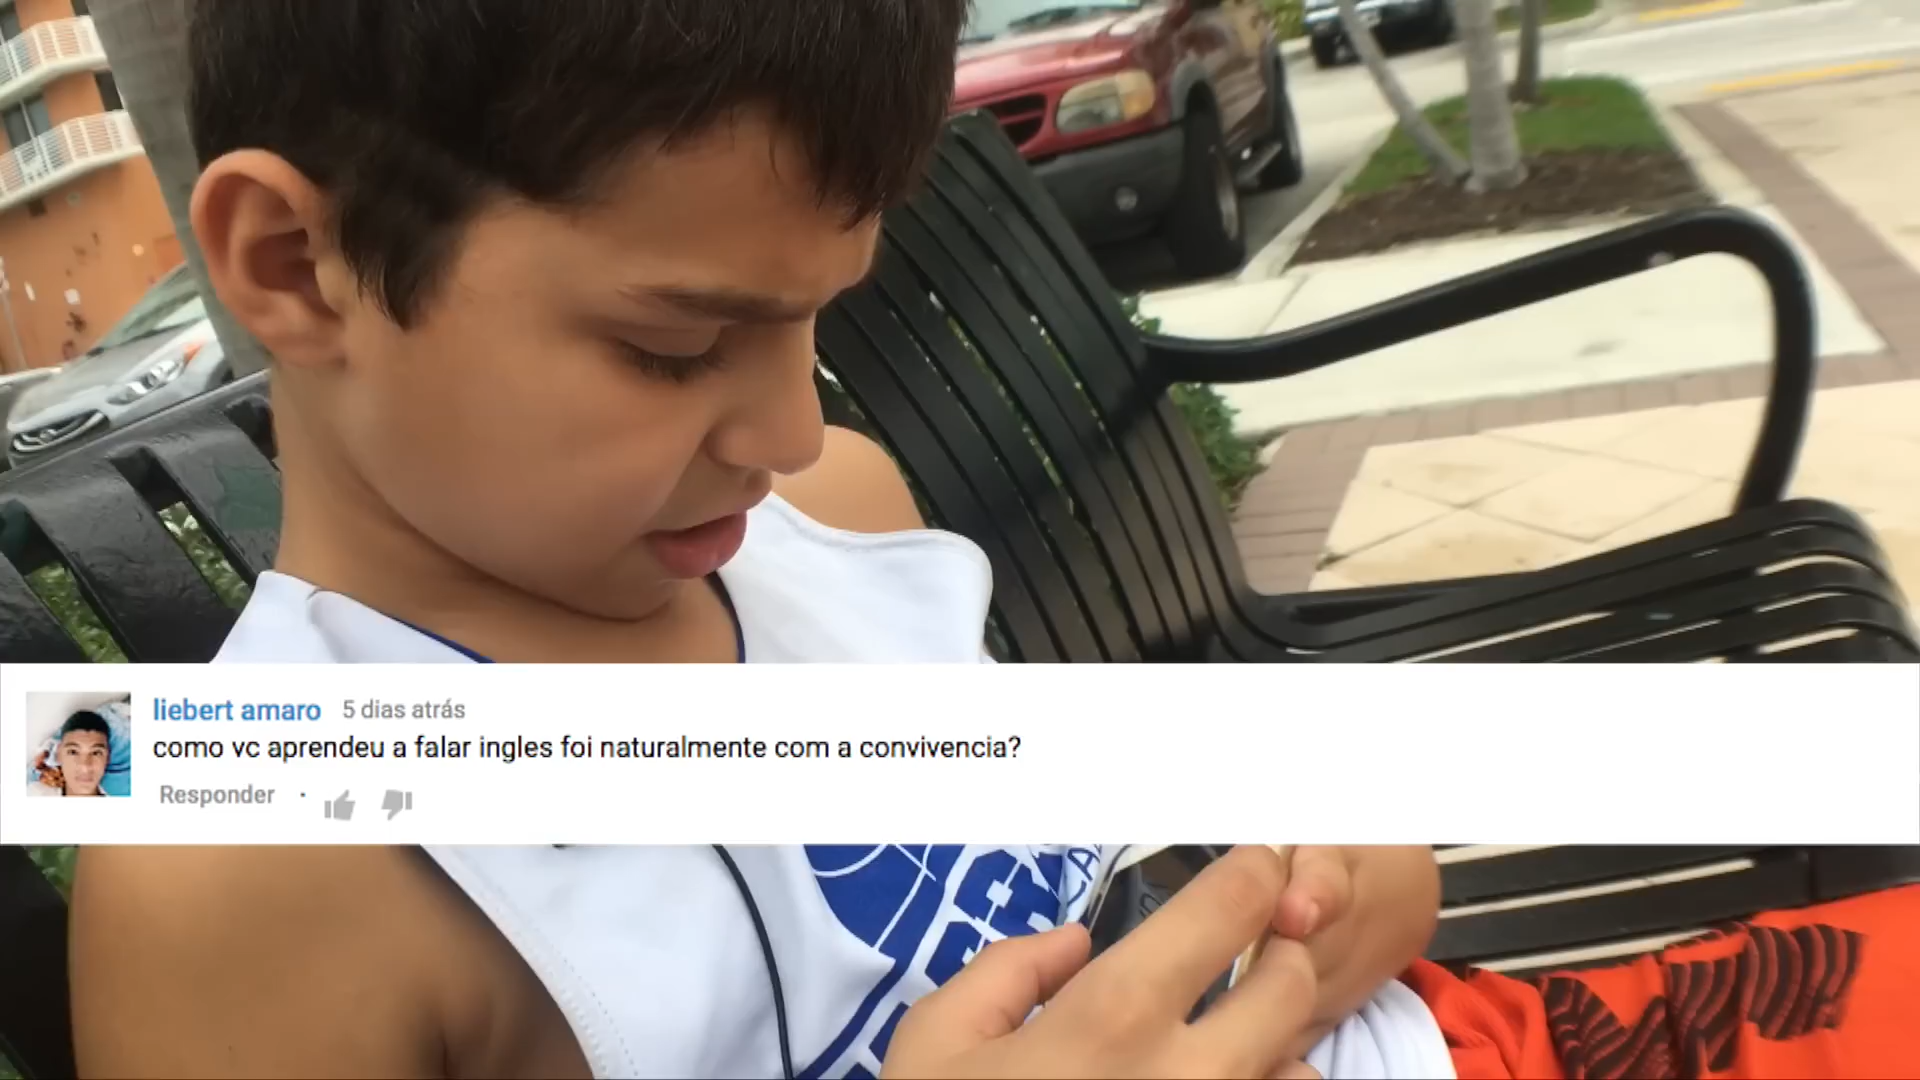 liebert amaro 5 dias atrás
como vc aprendeu a falar ingles foi naturalmente com a convivencia?
Responder ·